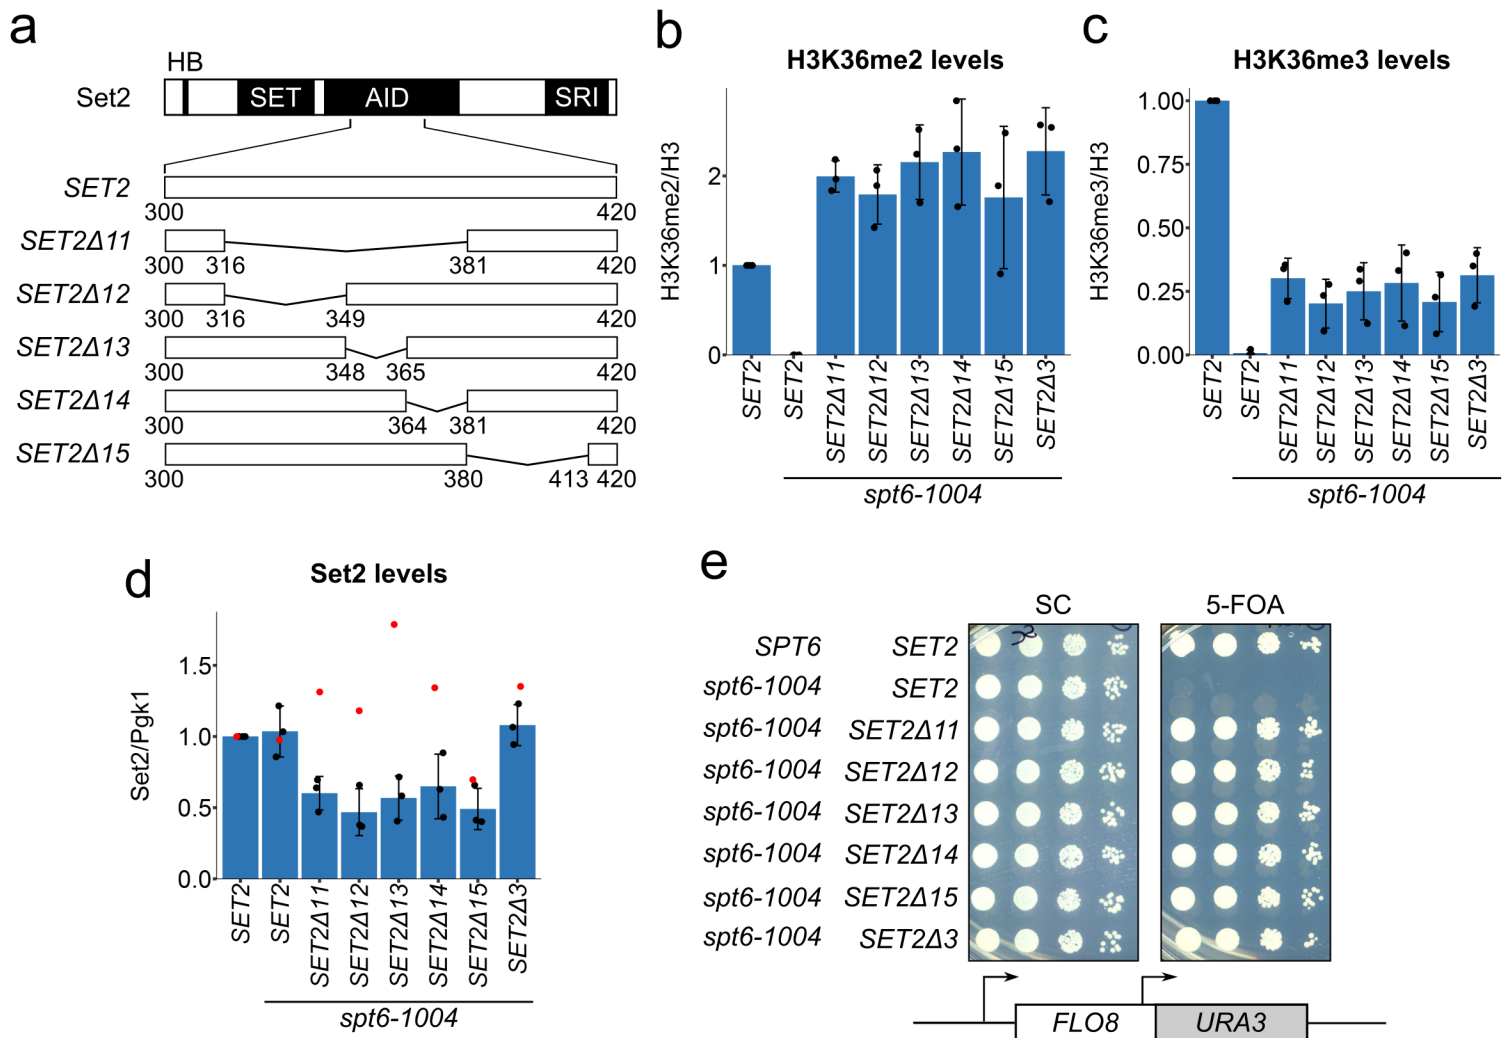 a
HB
Set2
SET
AID
SRI
SET2
300
420
SET2Δ11
300
316
381
420
SET2Δ12
300
316
349
420
SET2Δ13
300
348
365
420
SET2Δ14
300
364
381
420
SET2Δ15
300
380
413
420
b
H3K36me2 levels
H3K36me2/H3
2
1
0
SET2
SET2
SET2Δ11
SET2Δ12
SET2Δ13
SET2Δ14
SET2Δ15
SET2Δ3
spt6-1004
c
H3K36me3 levels
H3K36me3/H3
1.00
0.75
0.50
0.25
0.00
SET2
SET2
SET2Δ11
SET2Δ12
SET2Δ13
SET2Δ14
SET2Δ15
SET2Δ3
spt6-1004
d
Set2 levels
Set2/Pgk1
1.5
1.0
0.5
0.0
SET2
SET2
SET2Δ11
SET2Δ12
SET2Δ13
SET2Δ14
SET2Δ15
SET2Δ3
spt6-1004
e
SC
5-FOA
SPT6 SET2
spt6-1004 SET2
spt6-1004 SET2Δ11
spt6-1004 SET2Δ12
spt6-1004 SET2Δ13
spt6-1004 SET2Δ14
spt6-1004 SET2Δ15
spt6-1004 SET2Δ3
FLO8
URA3